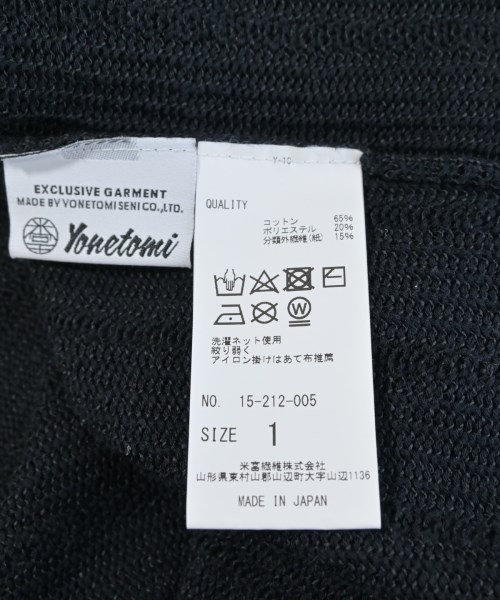 EXCLUSIVE GARMENT
MADE BY YONETOMI SENI CO., LTD.
Yonetomi
Y-10
QUALITY
コットン 65%
ポリエステル 20%
分類外繊維(紙) 15%
W
洗濯ネット使用
絞り弱く
アイロン掛けはあて布推薦
NO. 15-212-005
SIZE 1
米富繊維株式会社
山形県東村山郡山辺町大字山辺1136
MADE IN JAPAN